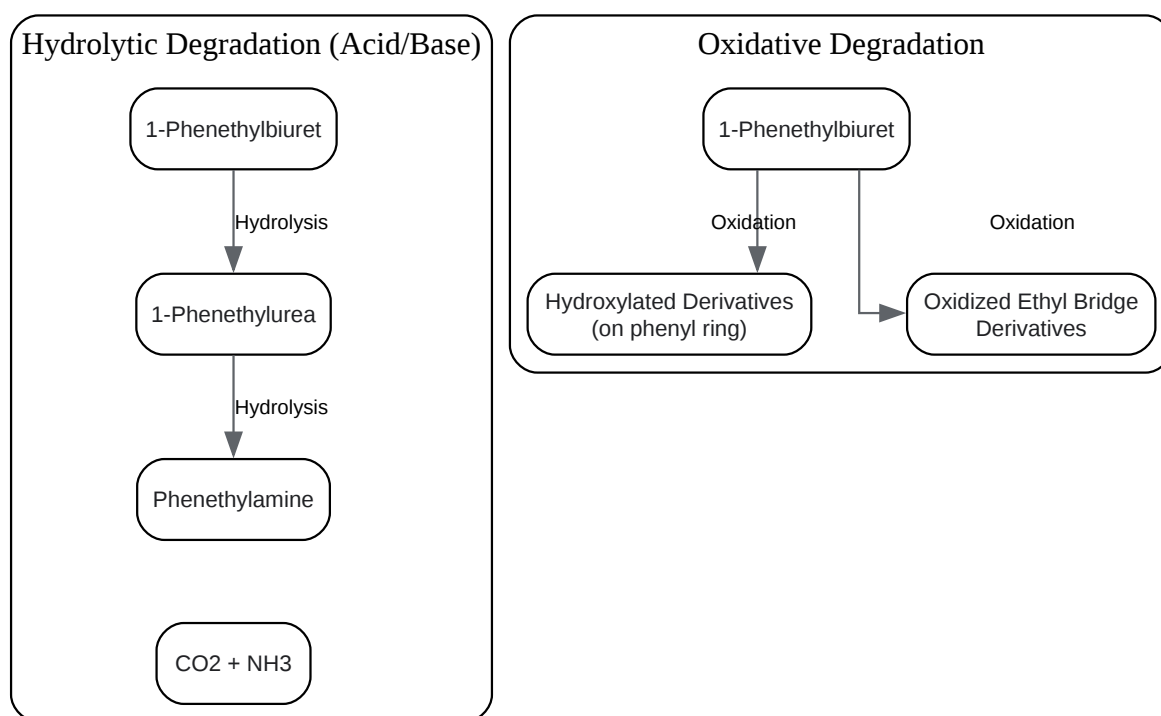 Hydrolytic Degradation (Acid/Base)
1-Phenethylbiuret
Hydrolysis
1-Phenethylurea
Hydrolysis
Phenethylamine
CO2 + NH3
Oxidative Degradation
1-Phenethylbiuret
Oxidation
Oxidation
Hydroxylated Derivatives
(on phenyl ring)
Oxidized Ethyl Bridge
Derivatives